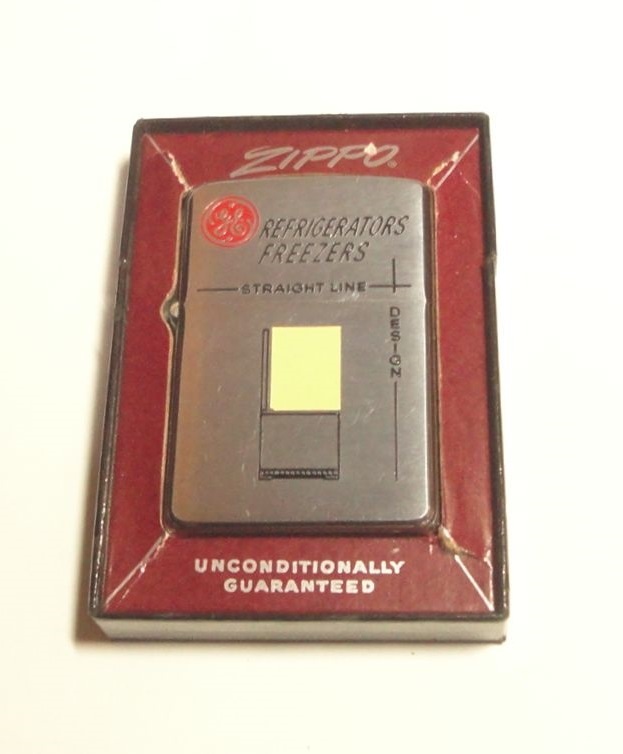 ZIPPO
GE
REFRIGERATORS
FREEZERS
STRAIGHT LINE
DESIGN
UNCONDITIONALLY
GUARANTEED